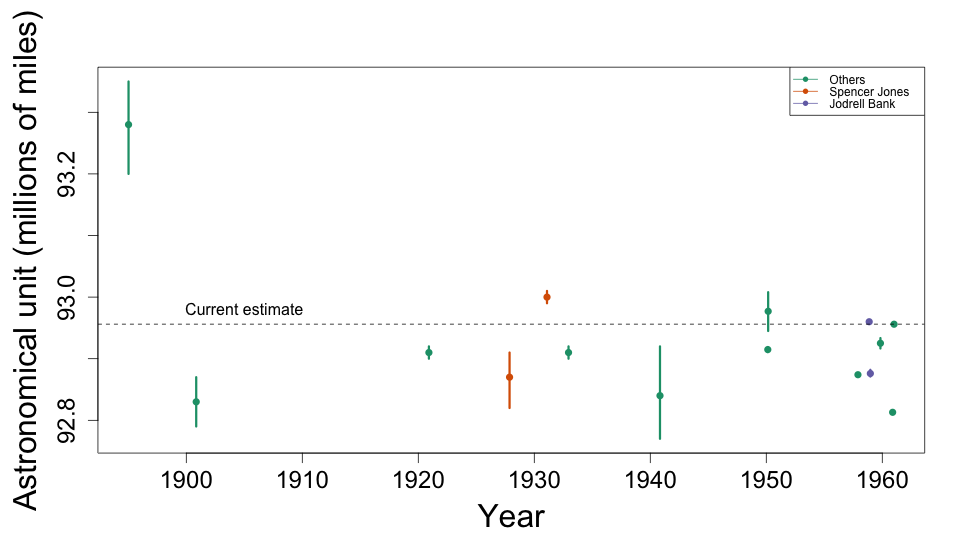 Astronomical unit (millions of miles)
93.2
93.0
92.8
Others
Spencer Jones
Jodrell Bank
Current estimate
1900 1910 1920 1930 1940 1950 1960
Year